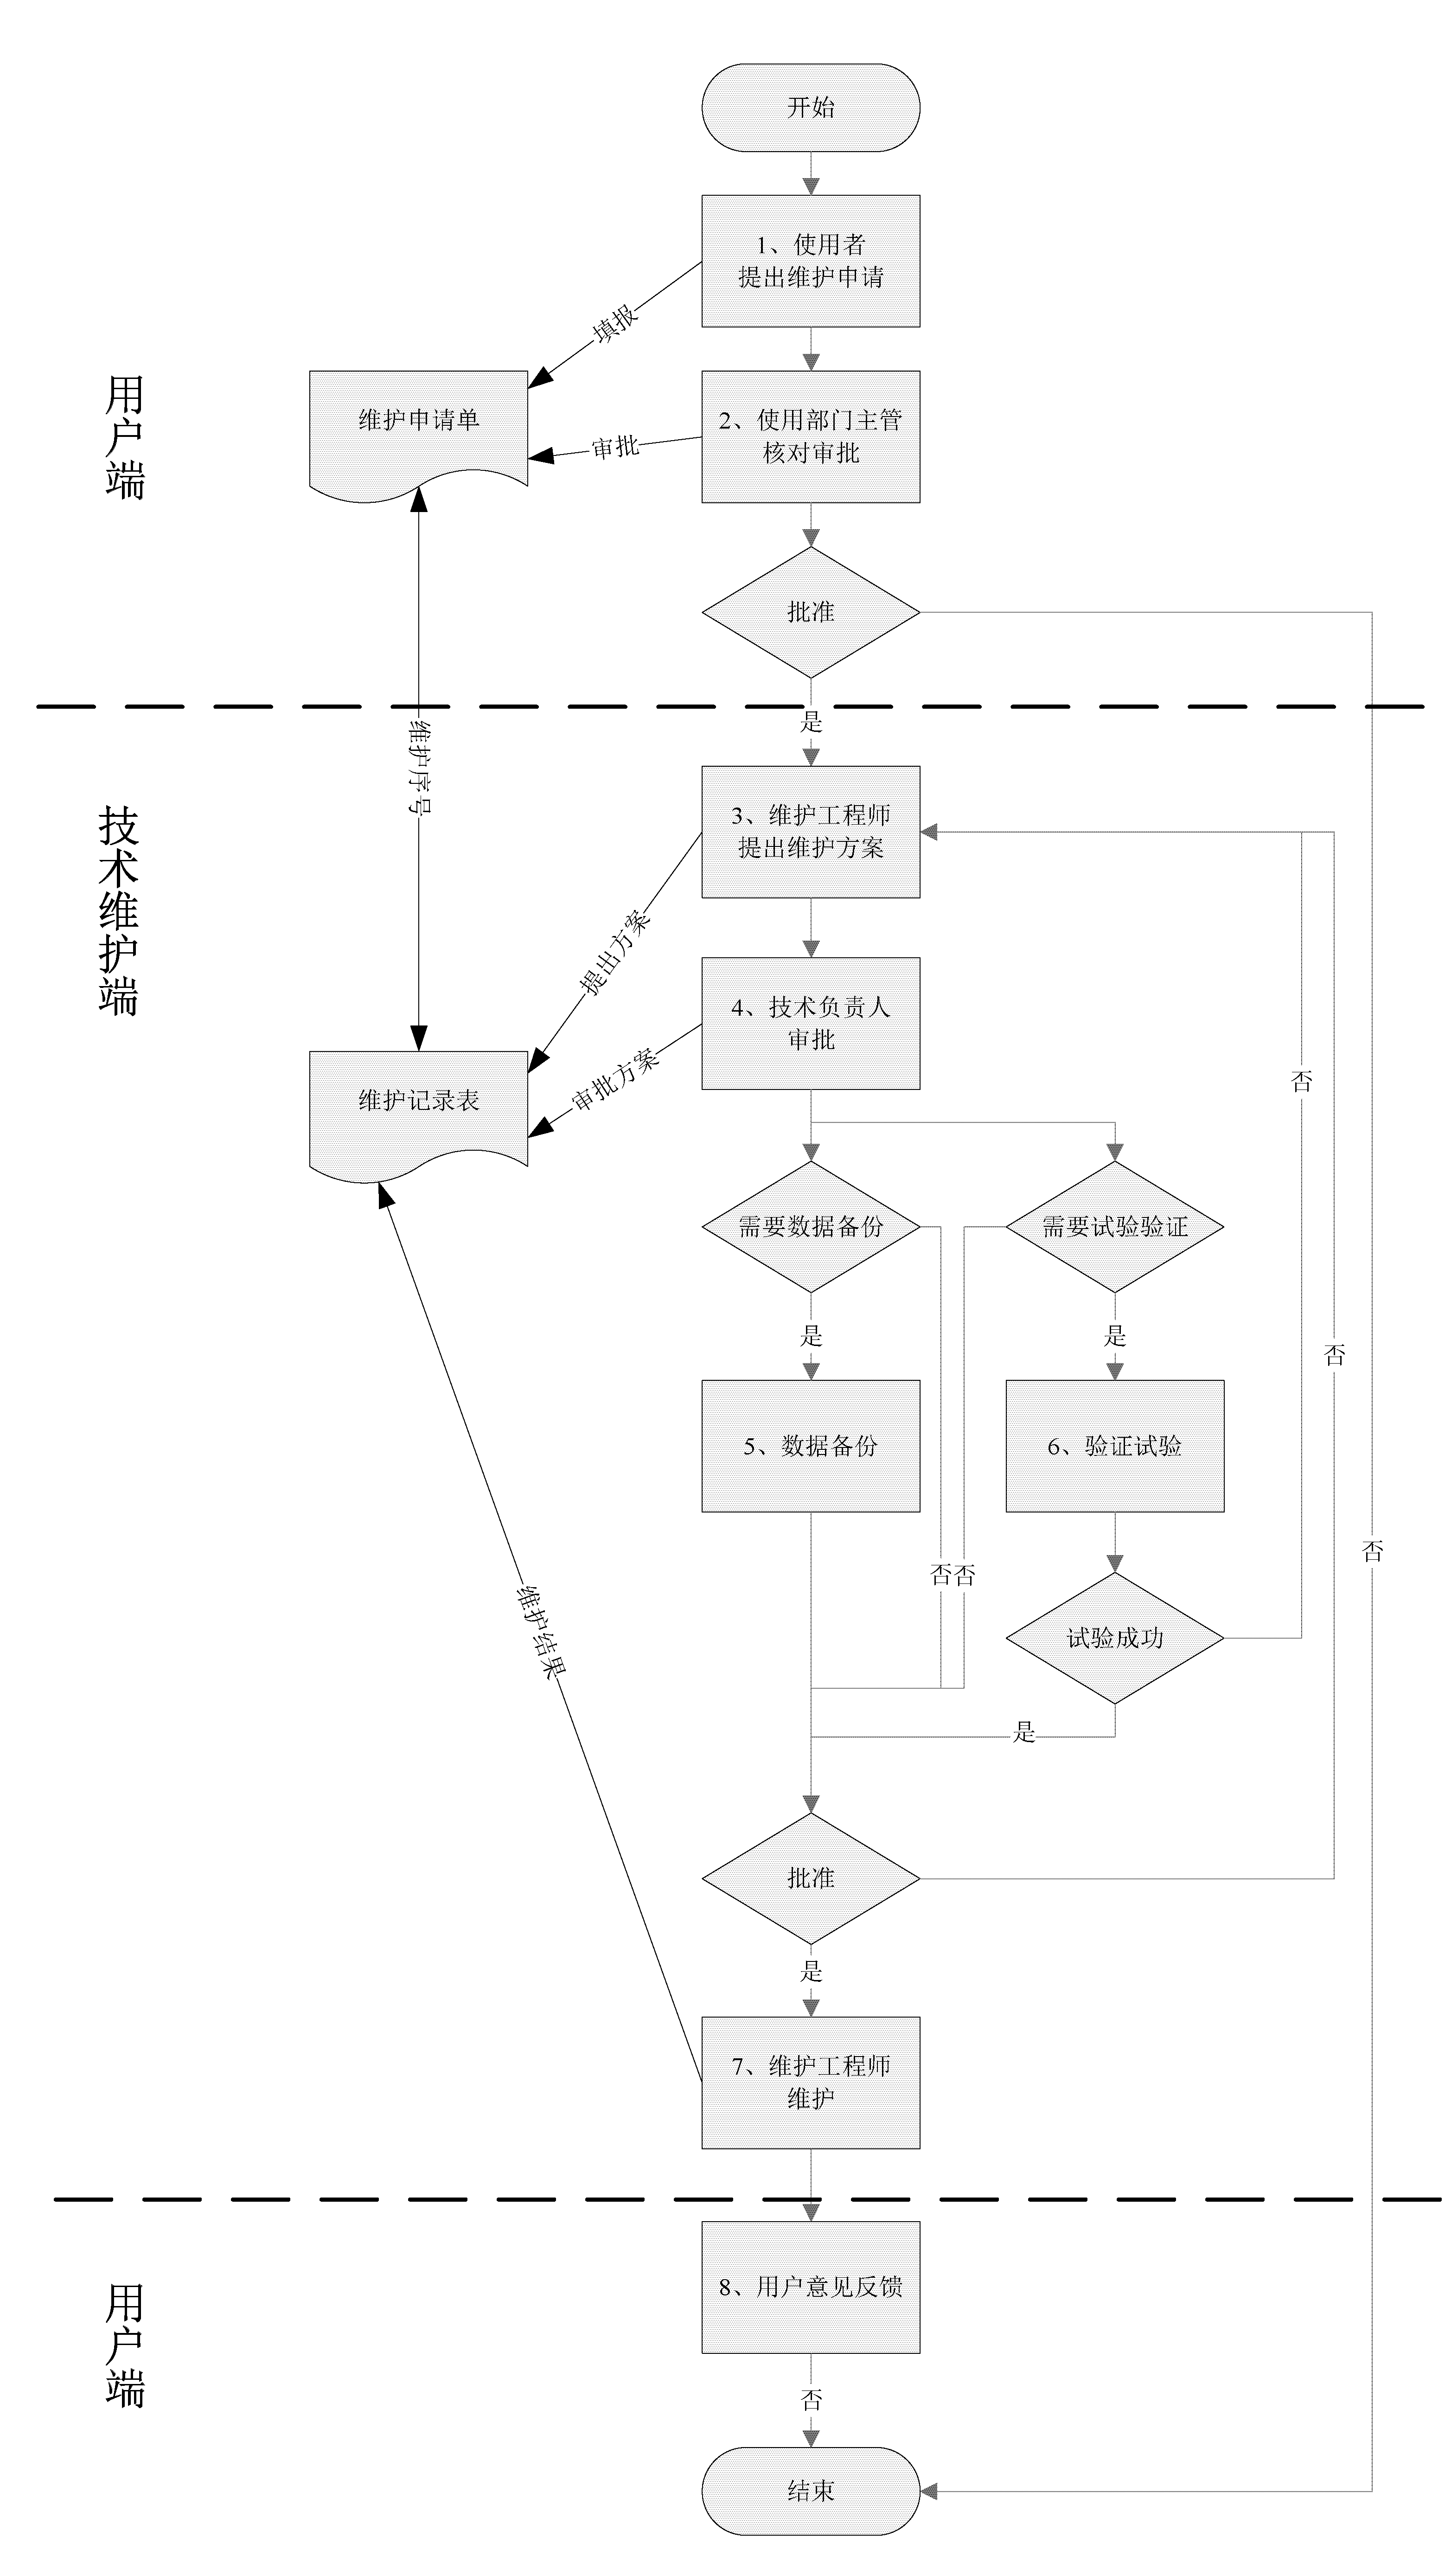 开始
1、使用者
提出维护申请
填报
用户端
维护申请单
审批
2、使用部门主管
核对审批
批准
是
维护序号
技术维护端
3、维护工程师
提出维护方案
提出方案
4、技术负责人
审批
审批方案
维护记录表
否
需要数据备份
需要试验验证
是
是
否
5、数据备份
6、验证试验
否
否
否
维护结果
试验成功
是
批准
是
7、维护工程师
维护
8、用户意见反馈
用户端
否
结束